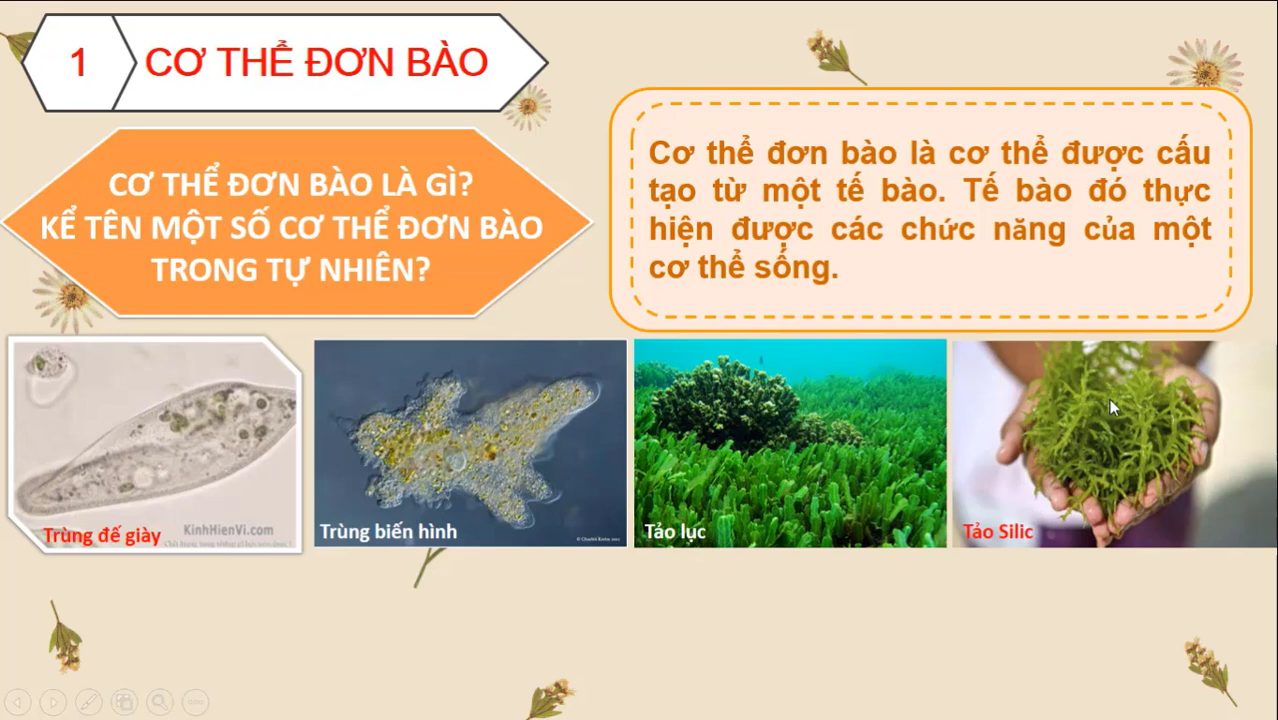 1
CƠ THỂ ĐƠN BÀO
CƠ THỂ ĐƠN BÀO LÀ GÌ?
KỂ TÊN MỘT SỐ CƠ THỂ ĐƠN BÀO
TRONG TỰ NHIÊN?
Cơ thể đơn bào là cơ thể được cấu
tạo từ một tế bào. Tế bào đó thực
hiện được các chức năng của một
cơ thể sống.
KinhHienVi.com
Trùng đế giày
Trùng biến hình
Tảo lục
Tảo Silic